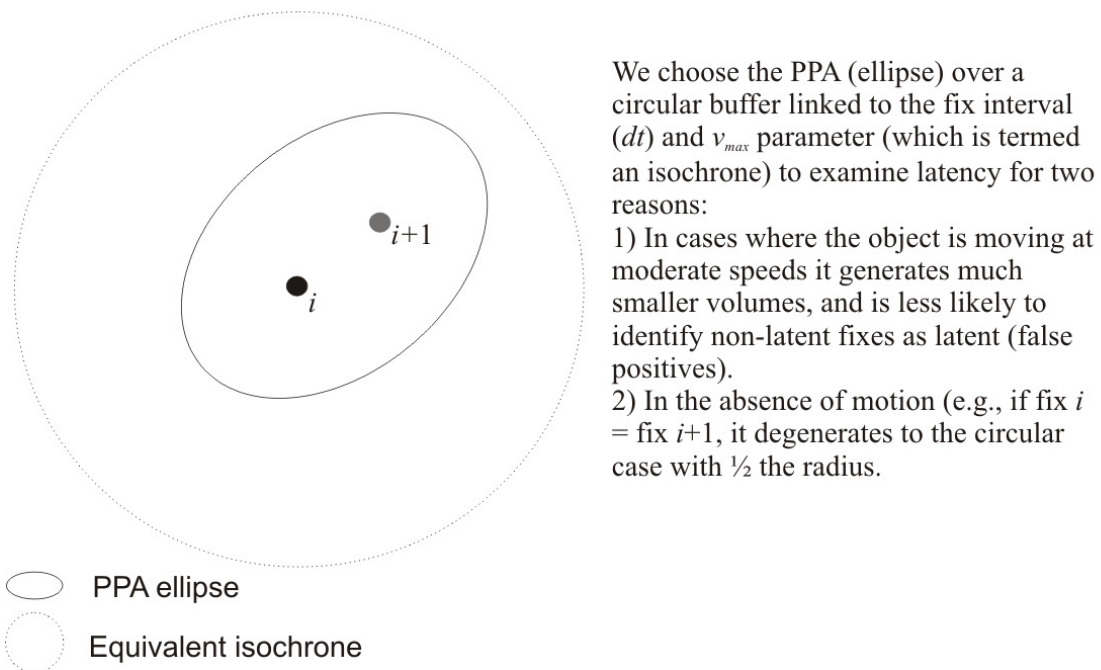 We choose the PPA (ellipse) over a
circular buffer linked to the fix interval
(dt) and vmax parameter (which is termed
an isochrone) to examine latency for two
reasons:
1) In cases where the object is moving at
moderate speeds it generates much
smaller volumes, and is less likely to
identify non-latent fixes as latent (false
positives).
2) In the absence of motion (e.g., if fix i
= fix i+1, it degenerates to the circular
case with ½ the radius.
i+1
i
PPA ellipse
Equivalent isochrone